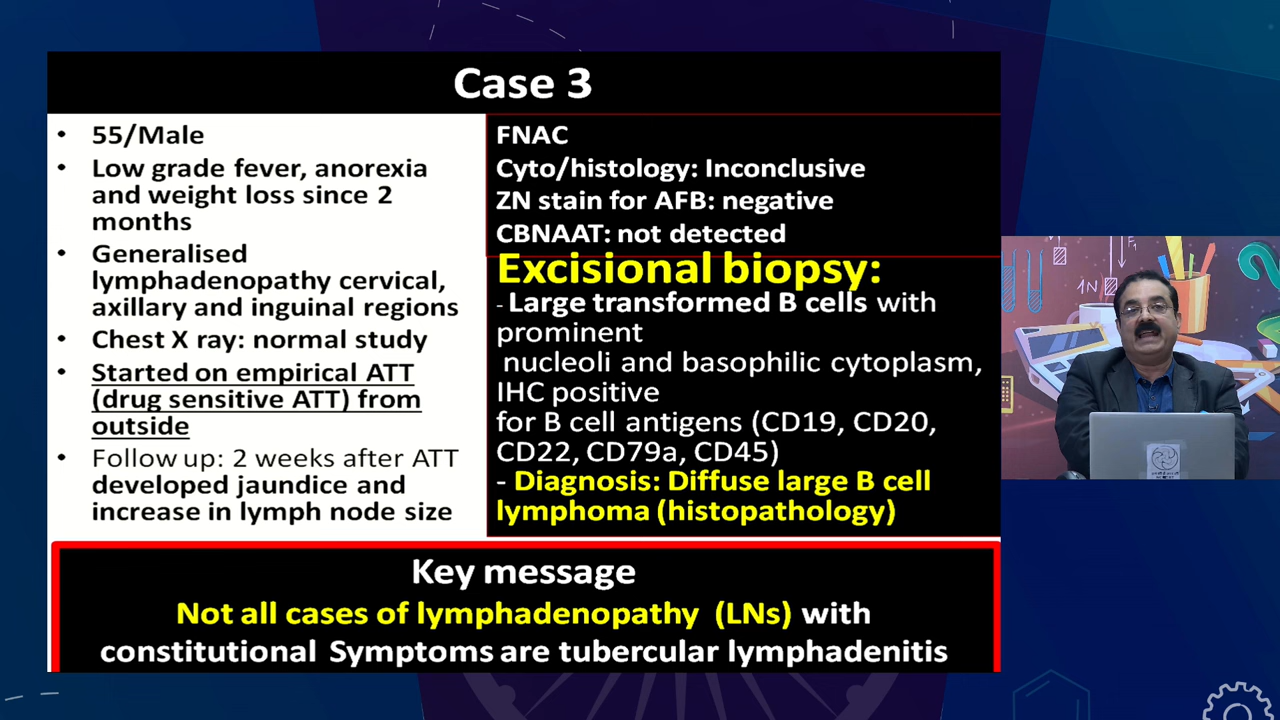 Case 3
• 55/Male
• Low grade fever, anorexia
and weight loss since 2
months
• Generalised
lymphadenopathy cervical,
axillary and inguinal regions
• Chest X ray: normal study
• Started on empirical ATT
(drug sensitive ATT) from
outside
• Follow up: 2 weeks after ATT
developed jaundice and
increase in lymph node size
FNAC
Cyto/histology: Inconclusive
ZN stain for AFB: negative
CBNAAT: not detected
Excisional biopsy:
- Large transformed B cells with
prominent
nucleoli and basophilic cytoplasm,
IHC positive
for B cell antigens (CD19, CD20,
CD22, CD79a, CD45)
- Diagnosis: Diffuse large B cell
lymphoma (histopathology)
Key message
Not all cases of lymphadenopathy (LNs) with
constitutional Symptoms are tubercular lymphadenitis